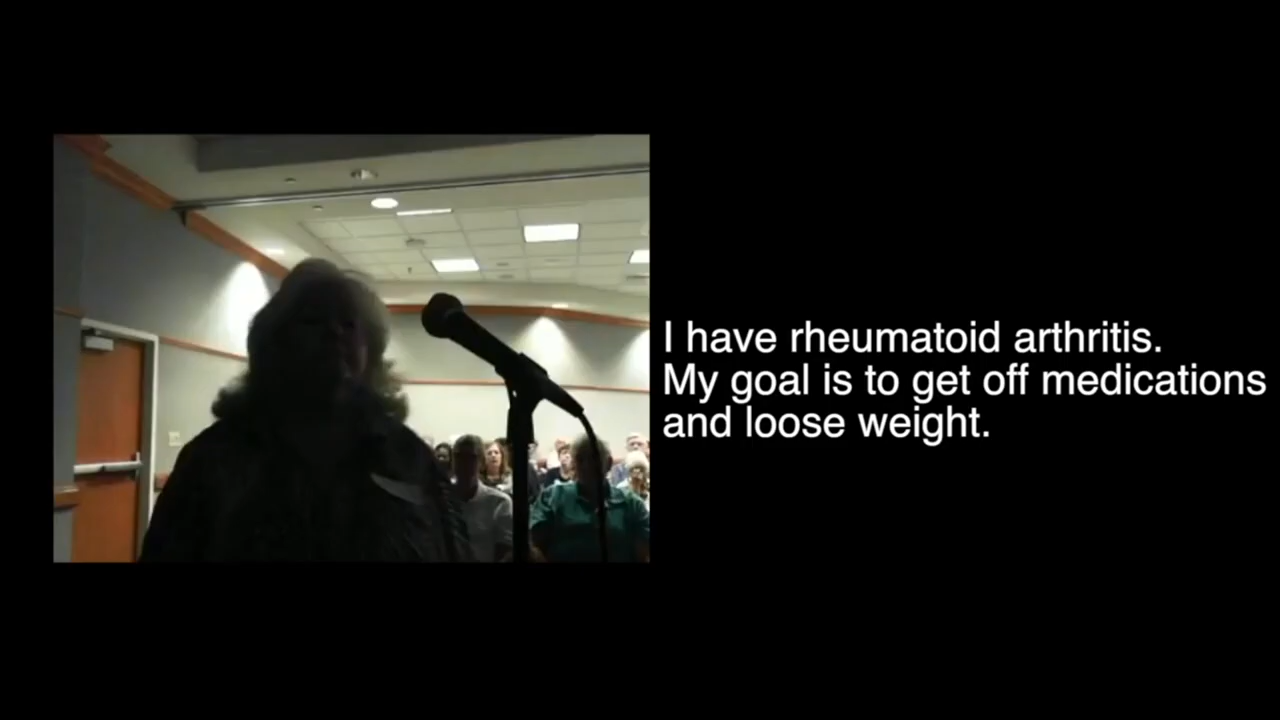 I have rheumatoid arthritis.
My goal is to get off medications
and loose weight.